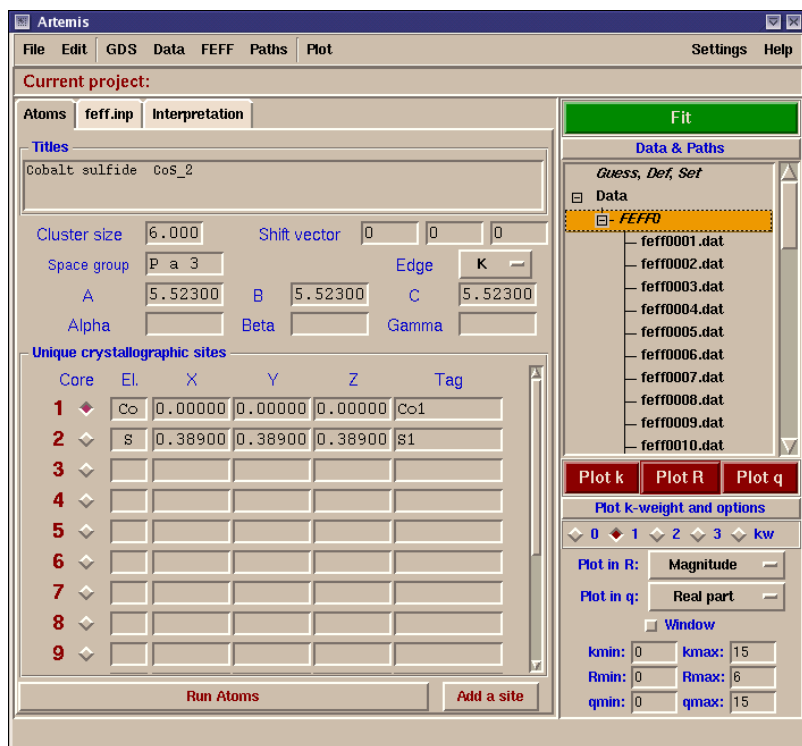 Artemis
File Edit GDS Data FEFF Paths Plot Settings Help
Current project:
Atoms feff.inp Interpretation
Titles
Cobalt sulfide CoS_2
Cluster size 6.000 Shift vector 0 0 0
Space group P a 3 Edge K
A 5.52300 B 5.52300 C 5.52300
Alpha Beta Gamma
Unique crystallographic sites
Core El. X Y Z Tag
1 Co 0.00000 0.00000 0.00000 Co1
2 S 0.38900 0.38900 0.38900 S1
3
4
5
6
7
8
9
Run Atoms Add a site
Fit
Data & Paths
Guess, Def, Set
Data
FEFF0
feff0001.dat
feff0002.dat
feff0003.dat
feff0004.dat
feff0005.dat
feff0006.dat
feff0007.dat
feff0008.dat
feff0009.dat
feff0010.dat
Plot k Plot R Plot q
Plot k-weight and options
0 1 2 3 kw
Plot in R: Magnitude
Plot in q: Real part
Window
kmin: 0 kmax: 15
Rmin: 0 Rmax: 6
qmin: 0 qmax: 15